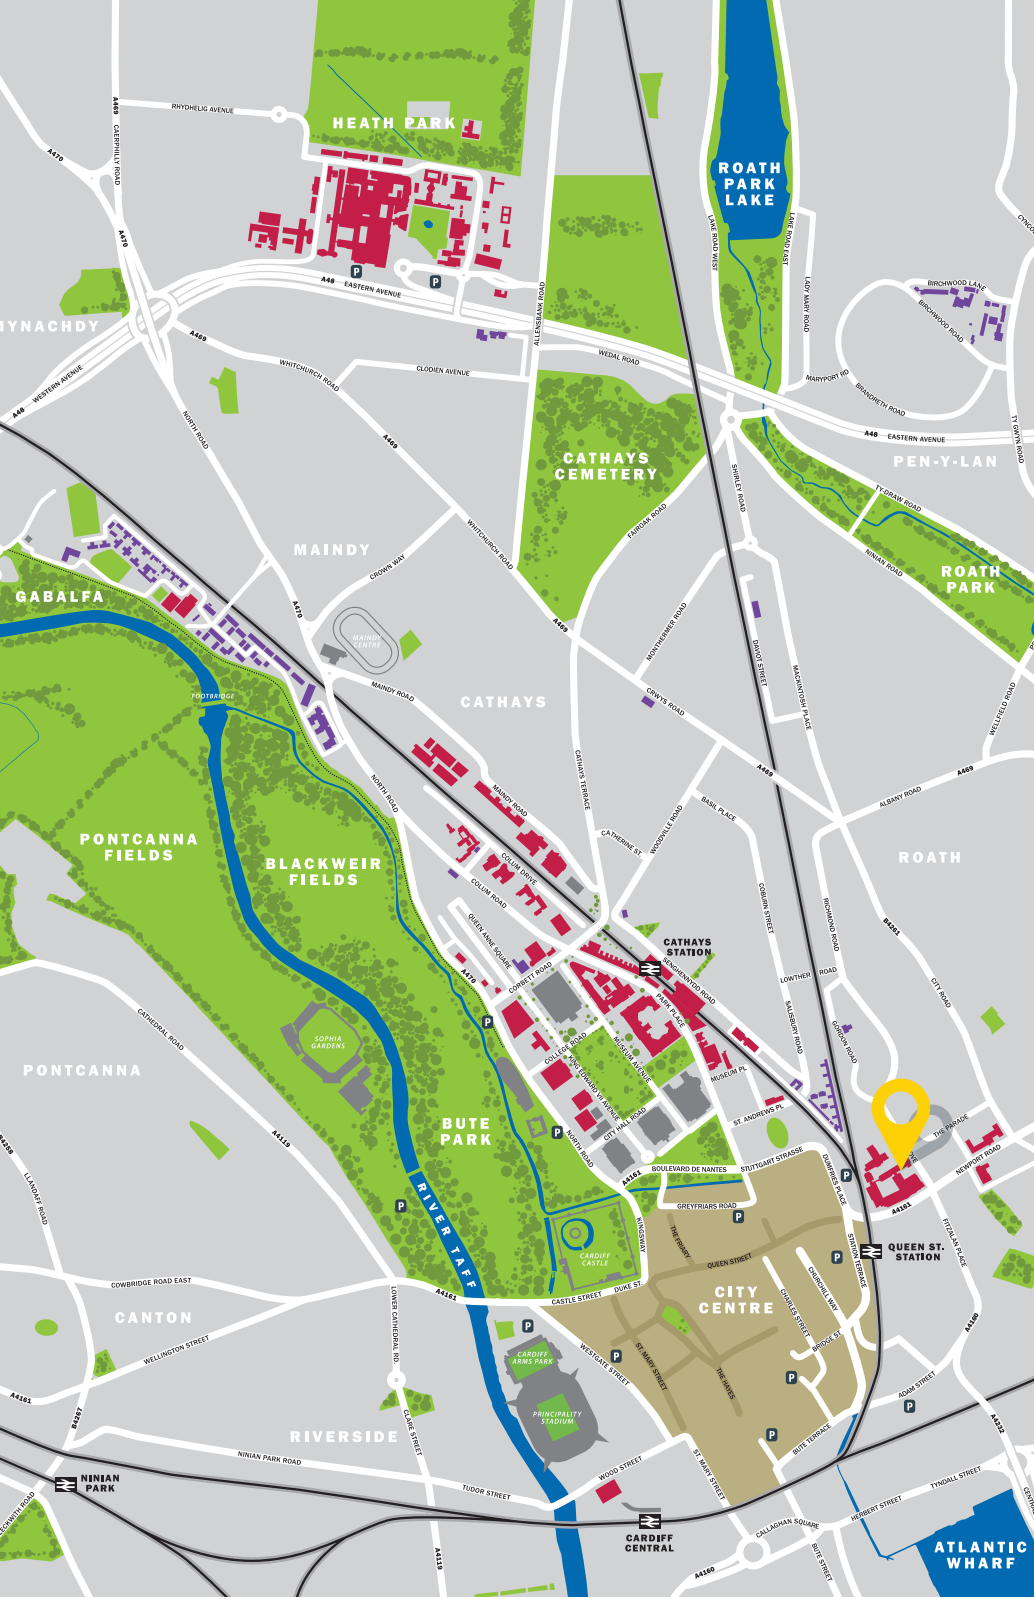 RHYDHELIG AVENUE
A469
CAERPHILLY ROAD
HEATH PARK
A470
ROATH
PARK
LAKE
A470
LAKE ROAD WEST
LAKE ROAD EAST
P
P
A48
EASTERN AVENUE
ALLENSBANK ROAD
LADY MARY ROAD
BIRCHWOOD LANE
BIRCHWOOD ROAD
MYNACHDY
A469
WHITCHURCH ROAD
CLODIEN AVENUE
WEDAL ROAD
MARYPORT RD
BRANDRETH ROAD
WESTERN AVENUE
A48
NORTH ROAD
A469
A48
EASTERN AVENUE
TY GWYN ROAD
PEN-Y-LAN
CATHAYS
CEMETERY
SHIRLEY ROAD
TY-DRAW ROAD
FAIROAK ROAD
WHITCHURCH ROAD
MAINDY
CROWN WAY
NINIAN ROAD
ROATH
PARK
GABALFA
A470
A469
MAINDY
CENTRE
MONTHERMER ROAD
DAVIOT STREET
MACKINTOSH PLACE
FOOTBRIDGE
MAINDY ROAD
CATHAYS
CRWYS ROAD
WELLFIELD ROAD
NORTH ROAD
CATHAYS TERRACE
A469
A469
ALBANY ROAD
MAINDY ROAD
BASIL PLACE
WOODVILLE ROAD
CATHERINE ST
PONTCANNA
FIELDS
BLACKWEIR
FIELDS
COLUM DRIVE
COLUM ROAD
ROATH
COBURN STREET
RICHMOND ROAD
B4261
QUEEN ANNE SQUARE
CATHAYS
STATION
SENGHENNYDD ROAD
CORBETT ROAD
A470
LOWTHER ROAD
CITY ROAD
PARK PLACE
SALISBURY ROAD
CATHEDRAL ROAD
SOPHIA
GARDENS
P
COLLEGE ROAD
MUSEUM AVENUE
GORDON ROAD
PONTCANNA
KING EDWARD VII AVENUE
MUSEUM PL
BUTE
PARK
P
NORTH ROAD
CITY HALL ROAD
ST. ANDREWS PL
THE PARADE
NEWPORT ROAD
A4119
LLANDAFF ROAD
A4161
BOULEVARD DE NANTES
STUTTGART STRASSE
DUMFRIES PLACE
P
A4161
P
RIVER TAFF
GREYFRIARS ROAD
P
KINGSWAY
THE FRIARY
CARDIFF
CASTLE
QUEEN STREET
P
STATION TERRACE
QUEEN ST.
STATION
FITZALAN PLACE
COWBRIDGE ROAD EAST
A4161
CASTLE STREET
DUKE ST.
CITY
CENTRE
CHURCHILL WAY
CHARLES STREET
CANTON
LOWER CATHEDRAL RD.
P
A4160
WELLINGTON STREET
CARDIFF
ARMS PARK
WESTGATE STREET
P
ST. MARY STREET
BRIDGE ST
THE HAYES
P
ADAM STREET
P
A4161
B4267
CLARE STREET
PRINCIPALITY
STADIUM
P
A4232
RIVERSIDE
BUTE TERRACE
NINIAN PARK ROAD
NINIAN
PARK
TUDOR STREET
WOOD STREET
ST. MARY STREET
TYNDALL STREET
HERBERT STREET
CALLAGHAN SQUARE
CARDIFF
CENTRAL
A4119
A4160
BUTE STREET
ATLANTIC
WHARF